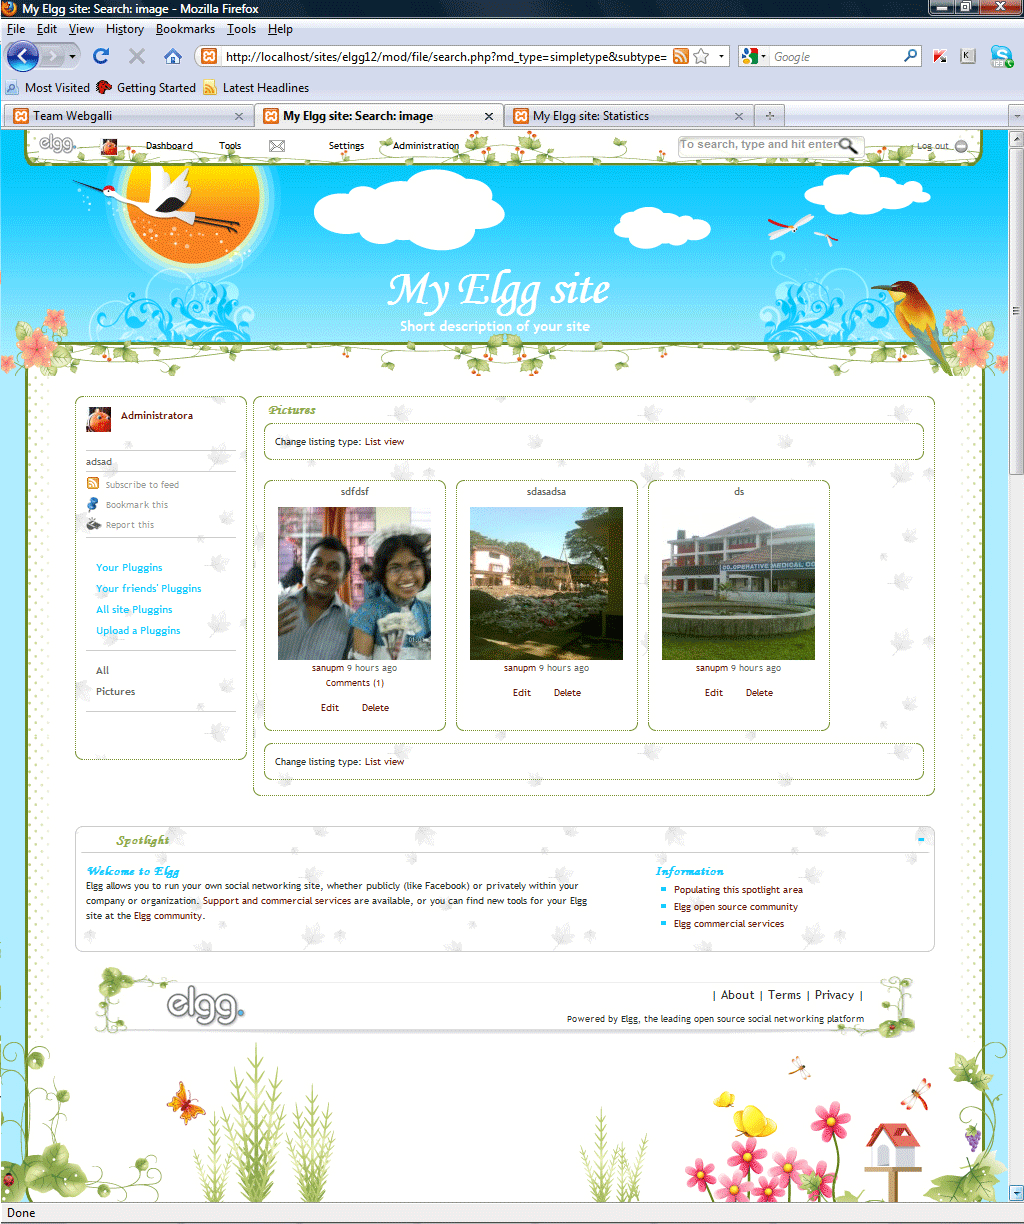 My Elgg site: Search: image - Mozilla Firefox
File Edit View History Bookmarks Tools Help
http://localhost/sites/elgg12/mod/file/search.php?md_type=simpletype&subtype=
Google
K
Most Visited Getting Started Latest Headlines
Team Webgalli
My Elgg site: Search: image
My Elgg site: Statistics
elgg. Dashboard Tools Settings Administration To search, type and hit enter Log out
My Elgg site
Short description of your site
Administratora
adsad
Subscribe to feed
Bookmark this
Report this
Your Pluggins
Your friends' Pluggins
All site Pluggins
Upload a Pluggins
All
Pictures
Pictures
Change listing type: List view
sdfdsf
sanupm 9 hours ago
Comments (1)
Edit Delete
sdasadsa
sanupm 9 hours ago
Edit Delete
ds
CO.OPERATIVE MEDICAL CO
sanupm 9 hours ago
Edit Delete
Change listing type: List view
Spotlight
Welcome to Elgg
Elgg allows you to run your own social networking site, whether publicly (like Facebook) or privately within your
company or organization. Support and commercial services are available, or you can find new tools for your Elgg
site at the Elgg community.
Information
Populating this spotlight area
Elgg open source community
Elgg commercial services
elgg.
| About | Terms | Privacy |
Powered by Elgg, the leading open source social networking platform
Done